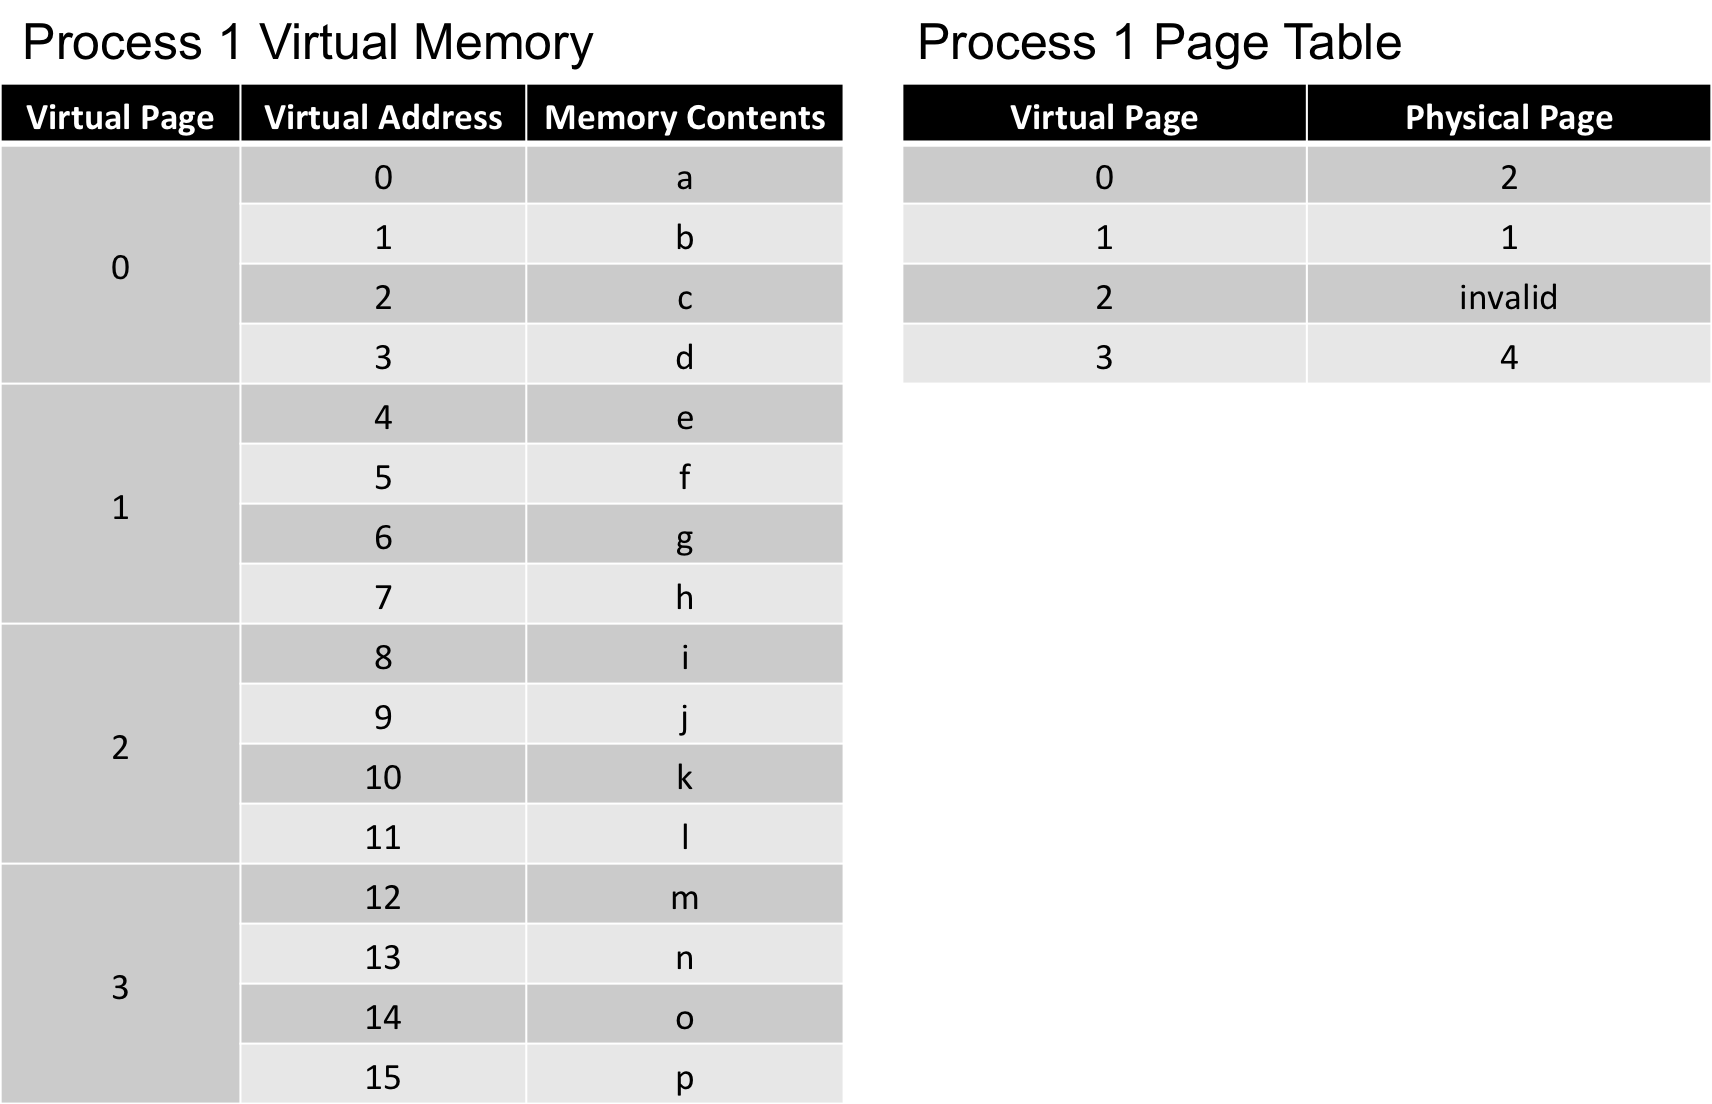 Process 1 Virtual Memory
Virtual Page Virtual Address Memory Contents
0
0 a
1 b
2 c
3 d
1
4 e
5 f
6 g
7 h
2
8 i
9 j
10 k
11 l
3
12 m
13 n
14 o
15 p
Process 1 Page Table
Virtual Page Physical Page
0 2
1 1
2 invalid
3 4